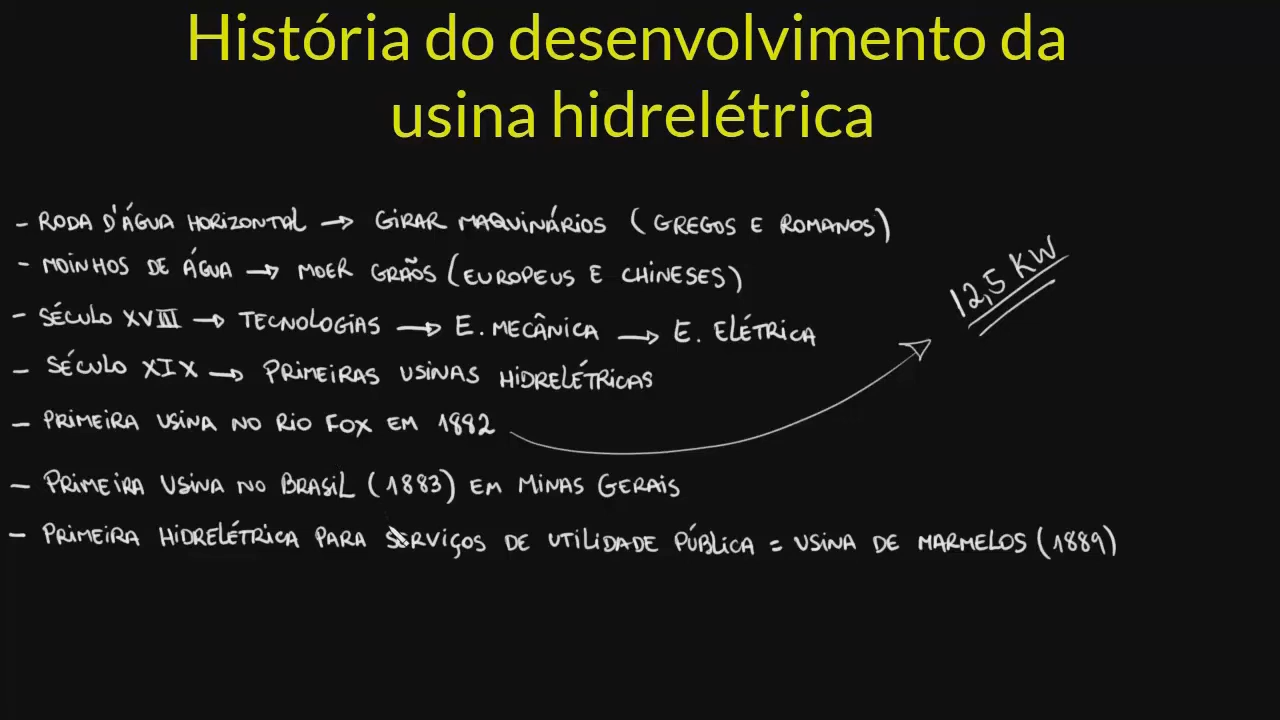 História do desenvolvimento da
usina hidrelétrica
- RODA D'ÁGUA HORIZONTAL → GIRAR MAQUINÁRIOS (GREGOS E ROMANOS)
- MOINHOS DE ÁGUA → MOER GRÃOS (EUROPEUS E CHINESES)
12,5 KW
- SÉCULO XVIII → TECNOLOGIAS → E. MECÂNICA → E. ELÉTRICA
- SÉCULO XIX → PRIMEIRAS USINAS HIDRELÉTRICAS
- PRIMEIRA USINA NO RIO FOX EM 1882
- PRIMEIRA USINA NO BRASIL (1883) EM MINAS GERAIS
- PRIMEIRA HIDRELÉTRICA PARA SERVIÇOS DE UTILIDADE PÚBLICA = USINA DE MARMELOS (1889)